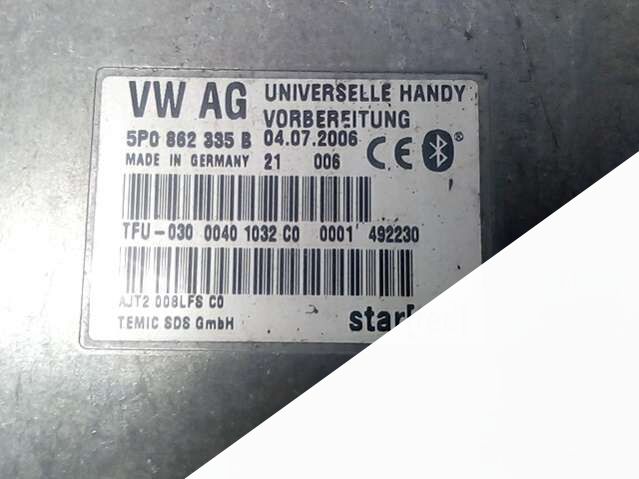 VW AG UNIVERSELLE HANDY
VORBEREITUNG
5P0 862 335 B 04.07.2006
MADE IN GERMANY 21 006 CE
TFU-030 0040 1032 C0 0001 492230
AJT2 008LFS C0
TEMIC SDS GmbH